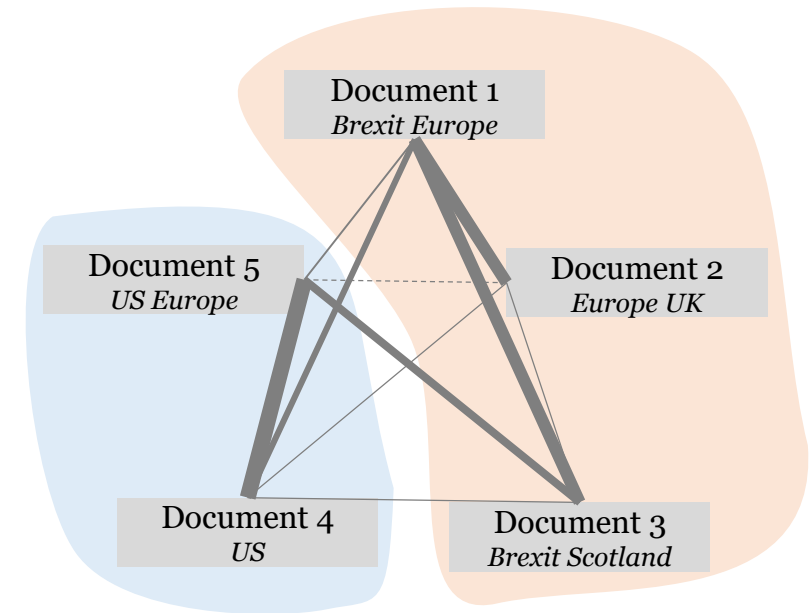 Document 1
Brexit Europe
Document 5
US Europe
Document 2
Europe UK
Document 4
US
Document 3
Brexit Scotland